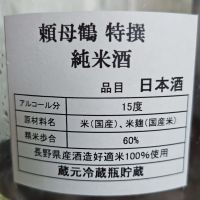 頼母鶴 特撰
純米酒
品目 日本酒
アルコール分 15度
原材料名 米（国産）、米麹（国産米）
精米歩合 60%
長野県産酒造好適米100%使用
蔵元冷蔵瓶貯蔵